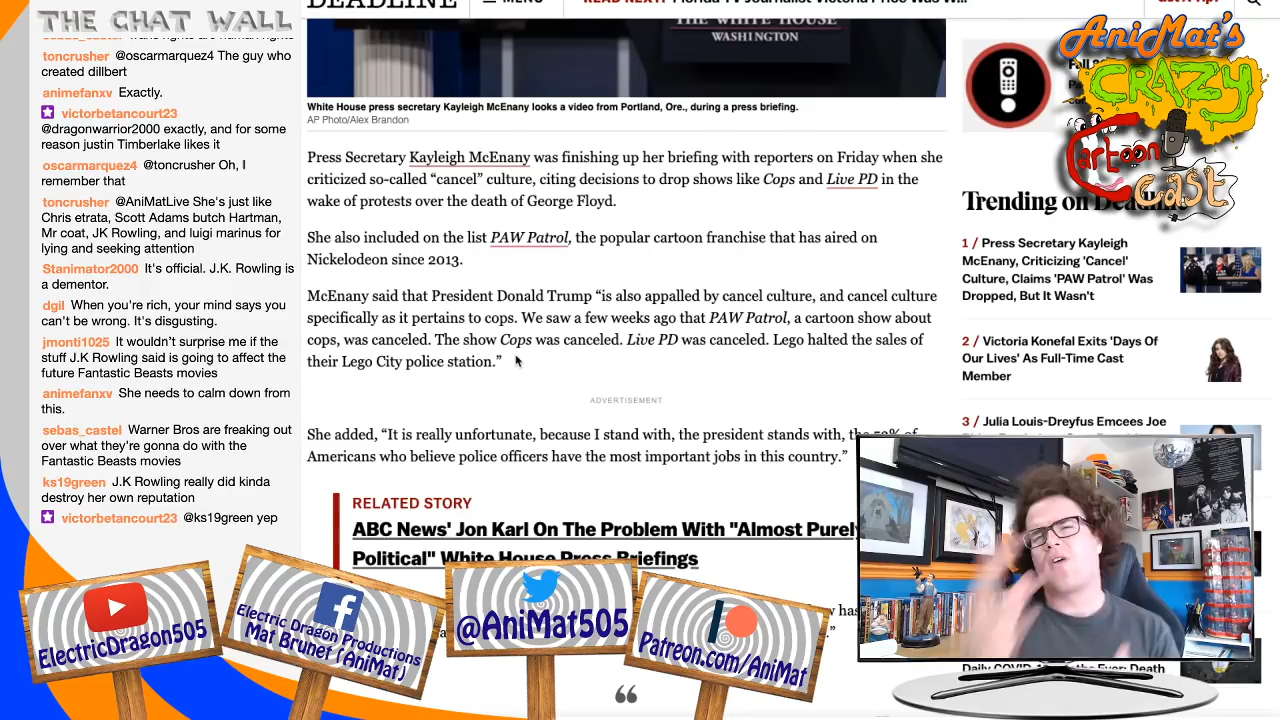 THE CHAT WALL
toncrusher @oscarmarquez4 The guy who
created dillbert
animefanxv Exactly.
victorbetancourt23
@dragonwarrior2000 exactly, and for some
reason justin Timberlake likes it
oscarmarquez4 @toncrusher Oh, I
remember that
toncrusher @AniMatLive She's just like
Chris etrata, Scott Adams butch Hartman,
Mr coat, JK Rowling, and luigi marinus for
lying and seeking attention
Stanimator2000 It's official. J.K. Rowling is
a dementor.
dgil When you're rich, your mind says you
can't be wrong. It's disgusting.
jmonti1025 It wouldn't surprise me if the
stuff J.K Rowling said is going to affect the
future Fantastic Beasts movies
animefanxv She needs to calm down from
this.
sebas_castel Warner Bros are freaking out
over what they're gonna do with the
Fantastic Beasts movies
ks19green J.K Rowling really did kinda
destroy her own reputation
victorbetancourt23 @ks19green yep
DEADLINE
MENU
READ NEXT:
THE WHITE HOUSE
WASHINGTON
White House press secretary Kayleigh McEnany looks a video from Portland, Ore., during a press briefing.
AP Photo/Alex Brandon
Press Secretary Kayleigh McEnany was finishing up her briefing with reporters on Friday when she
criticized so-called “cancel” culture, citing decisions to drop shows like Cops and Live PD in the
wake of protests over the death of George Floyd.
She also included on the list PAW Patrol, the popular cartoon franchise that has aired on
Nickelodeon since 2013.
McEnany said that President Donald Trump “is also appalled by cancel culture, and cancel culture
specifically as it pertains to cops. We saw a few weeks ago that PAW Patrol, a cartoon show about
cops, was canceled. The show Cops was canceled. Live PD was canceled. Lego halted the sales of
their Lego City police station.”
ADVERTISEMENT
She added, “It is really unfortunate, because I stand with, the president stands with, the
Americans who believe police officers have the most important jobs in this country.”
RELATED STORY
ABC News' Jon Karl On The Problem With "Almost Purely
Political" White House Press Briefings
AniMat's
CRAZY
Cartoon
Cast
Trending on Deadline
1 / Press Secretary Kayleigh
McEnany, Criticizing 'Cancel'
Culture, Claims 'PAW Patrol' Was
Dropped, But It Wasn't
2 / Victoria Konefal Exits 'Days Of
Our Lives' As Full-Time Cast
Member
3 / Julia Louis-Dreyfus Emcees Joe
ElectricDragon505
Electric Dragon Productions
Mat Brunet (AniMat)
@AniMat505
Patreon.com/AniMat